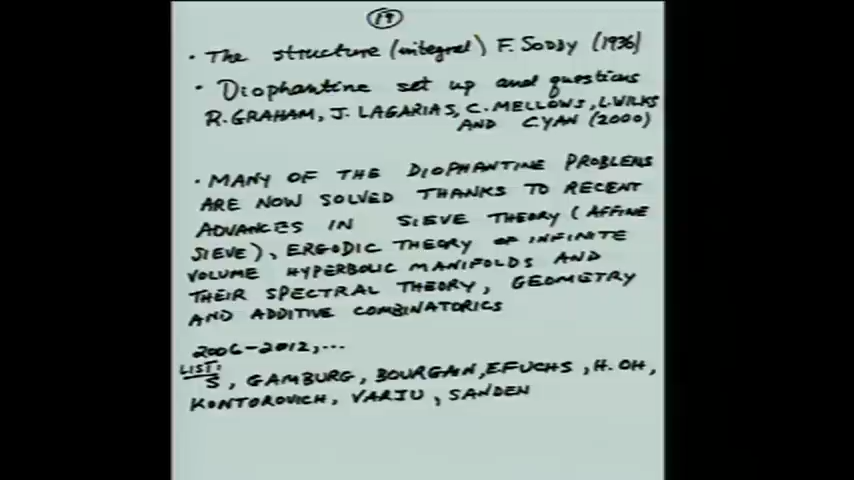 19
· The structure (integral) F. SODDY (1936)
· Diophantine set up and questions
R. GRAHAM, J. LAGARIAS, C. MELLOWS, L. WILKS
AND C. YAN (2000)
· MANY OF THE DIOPHANTINE PROBLEMS
ARE NOW SOLVED THANKS TO RECENT
ADVANCES IN SIEVE THEORY (AFFINE
SIEVE), ERGODIC THEORY OF INFINITE
VOLUME HYPERBOLIC MANIFOLDS AND
THEIR SPECTRAL THEORY, GEOMETRY
AND ADDITIVE COMBINATORICS
2006-2012,...
LIST:
S, GAMBURG, BOURGAIN, E FUCHS, H. OH,
KONTOROVICH, VARJU, SANDEN